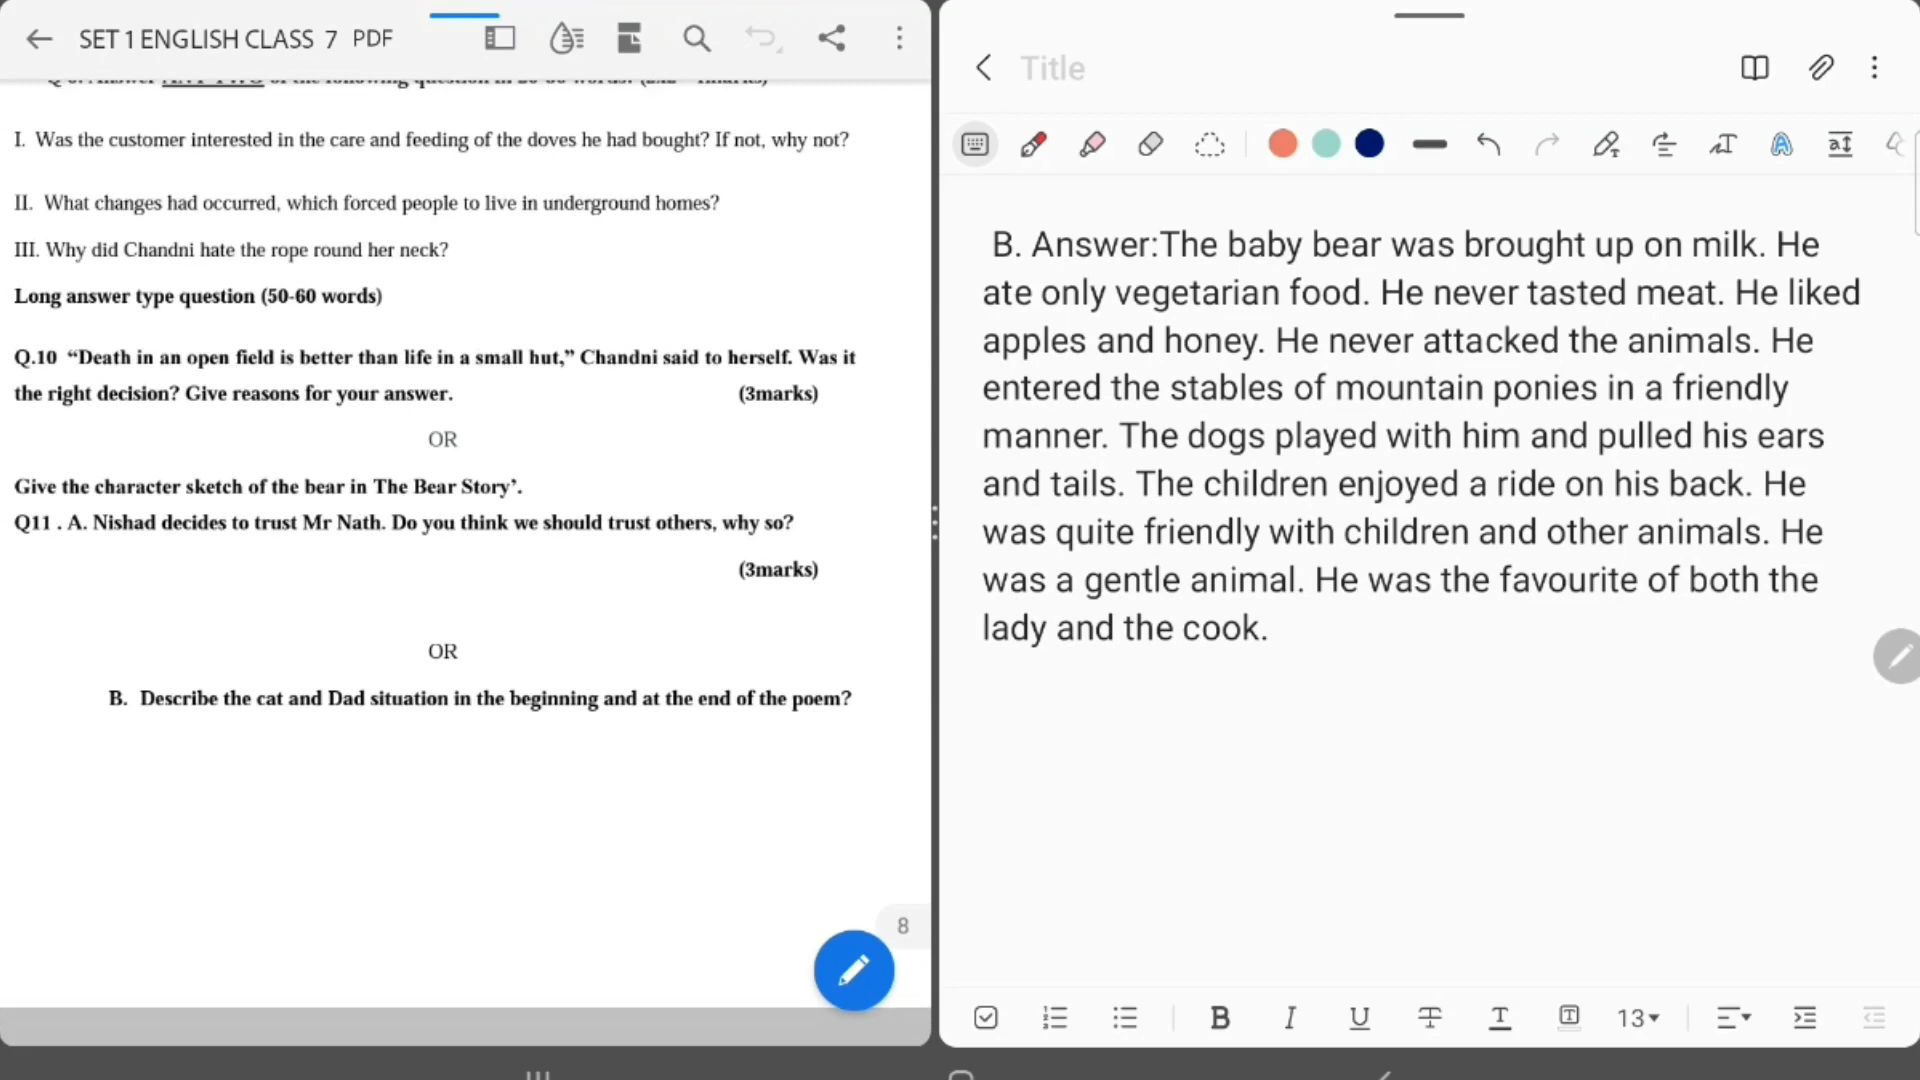 SET 1 ENGLISH CLASS 7 PDF
I. Was the customer interested in the care and feeding of the doves he had bought? If not, why not?
II. What changes had occurred, which forced people to live in underground homes?
III. Why did Chandni hate the rope round her neck?
Long answer type question (50-60 words)
Q.10 “Death in an open field is better than life in a small hut,” Chandni said to herself. Was it
the right decision? Give reasons for your answer. (3marks)
OR
Give the character sketch of the bear in The Bear Story’.
Q11 . A. Nishad decides to trust Mr Nath. Do you think we should trust others, why so?
(3marks)
OR
B. Describe the cat and Dad situation in the beginning and at the end of the poem?
8
Title
B. Answer:The baby bear was brought up on milk. He
ate only vegetarian food. He never tasted meat. He liked
apples and honey. He never attacked the animals. He
entered the stables of mountain ponies in a friendly
manner. The dogs played with him and pulled his ears
and tails. The children enjoyed a ride on his back. He
was quite friendly with children and other animals. He
was a gentle animal. He was the favourite of both the
lady and the cook.
13